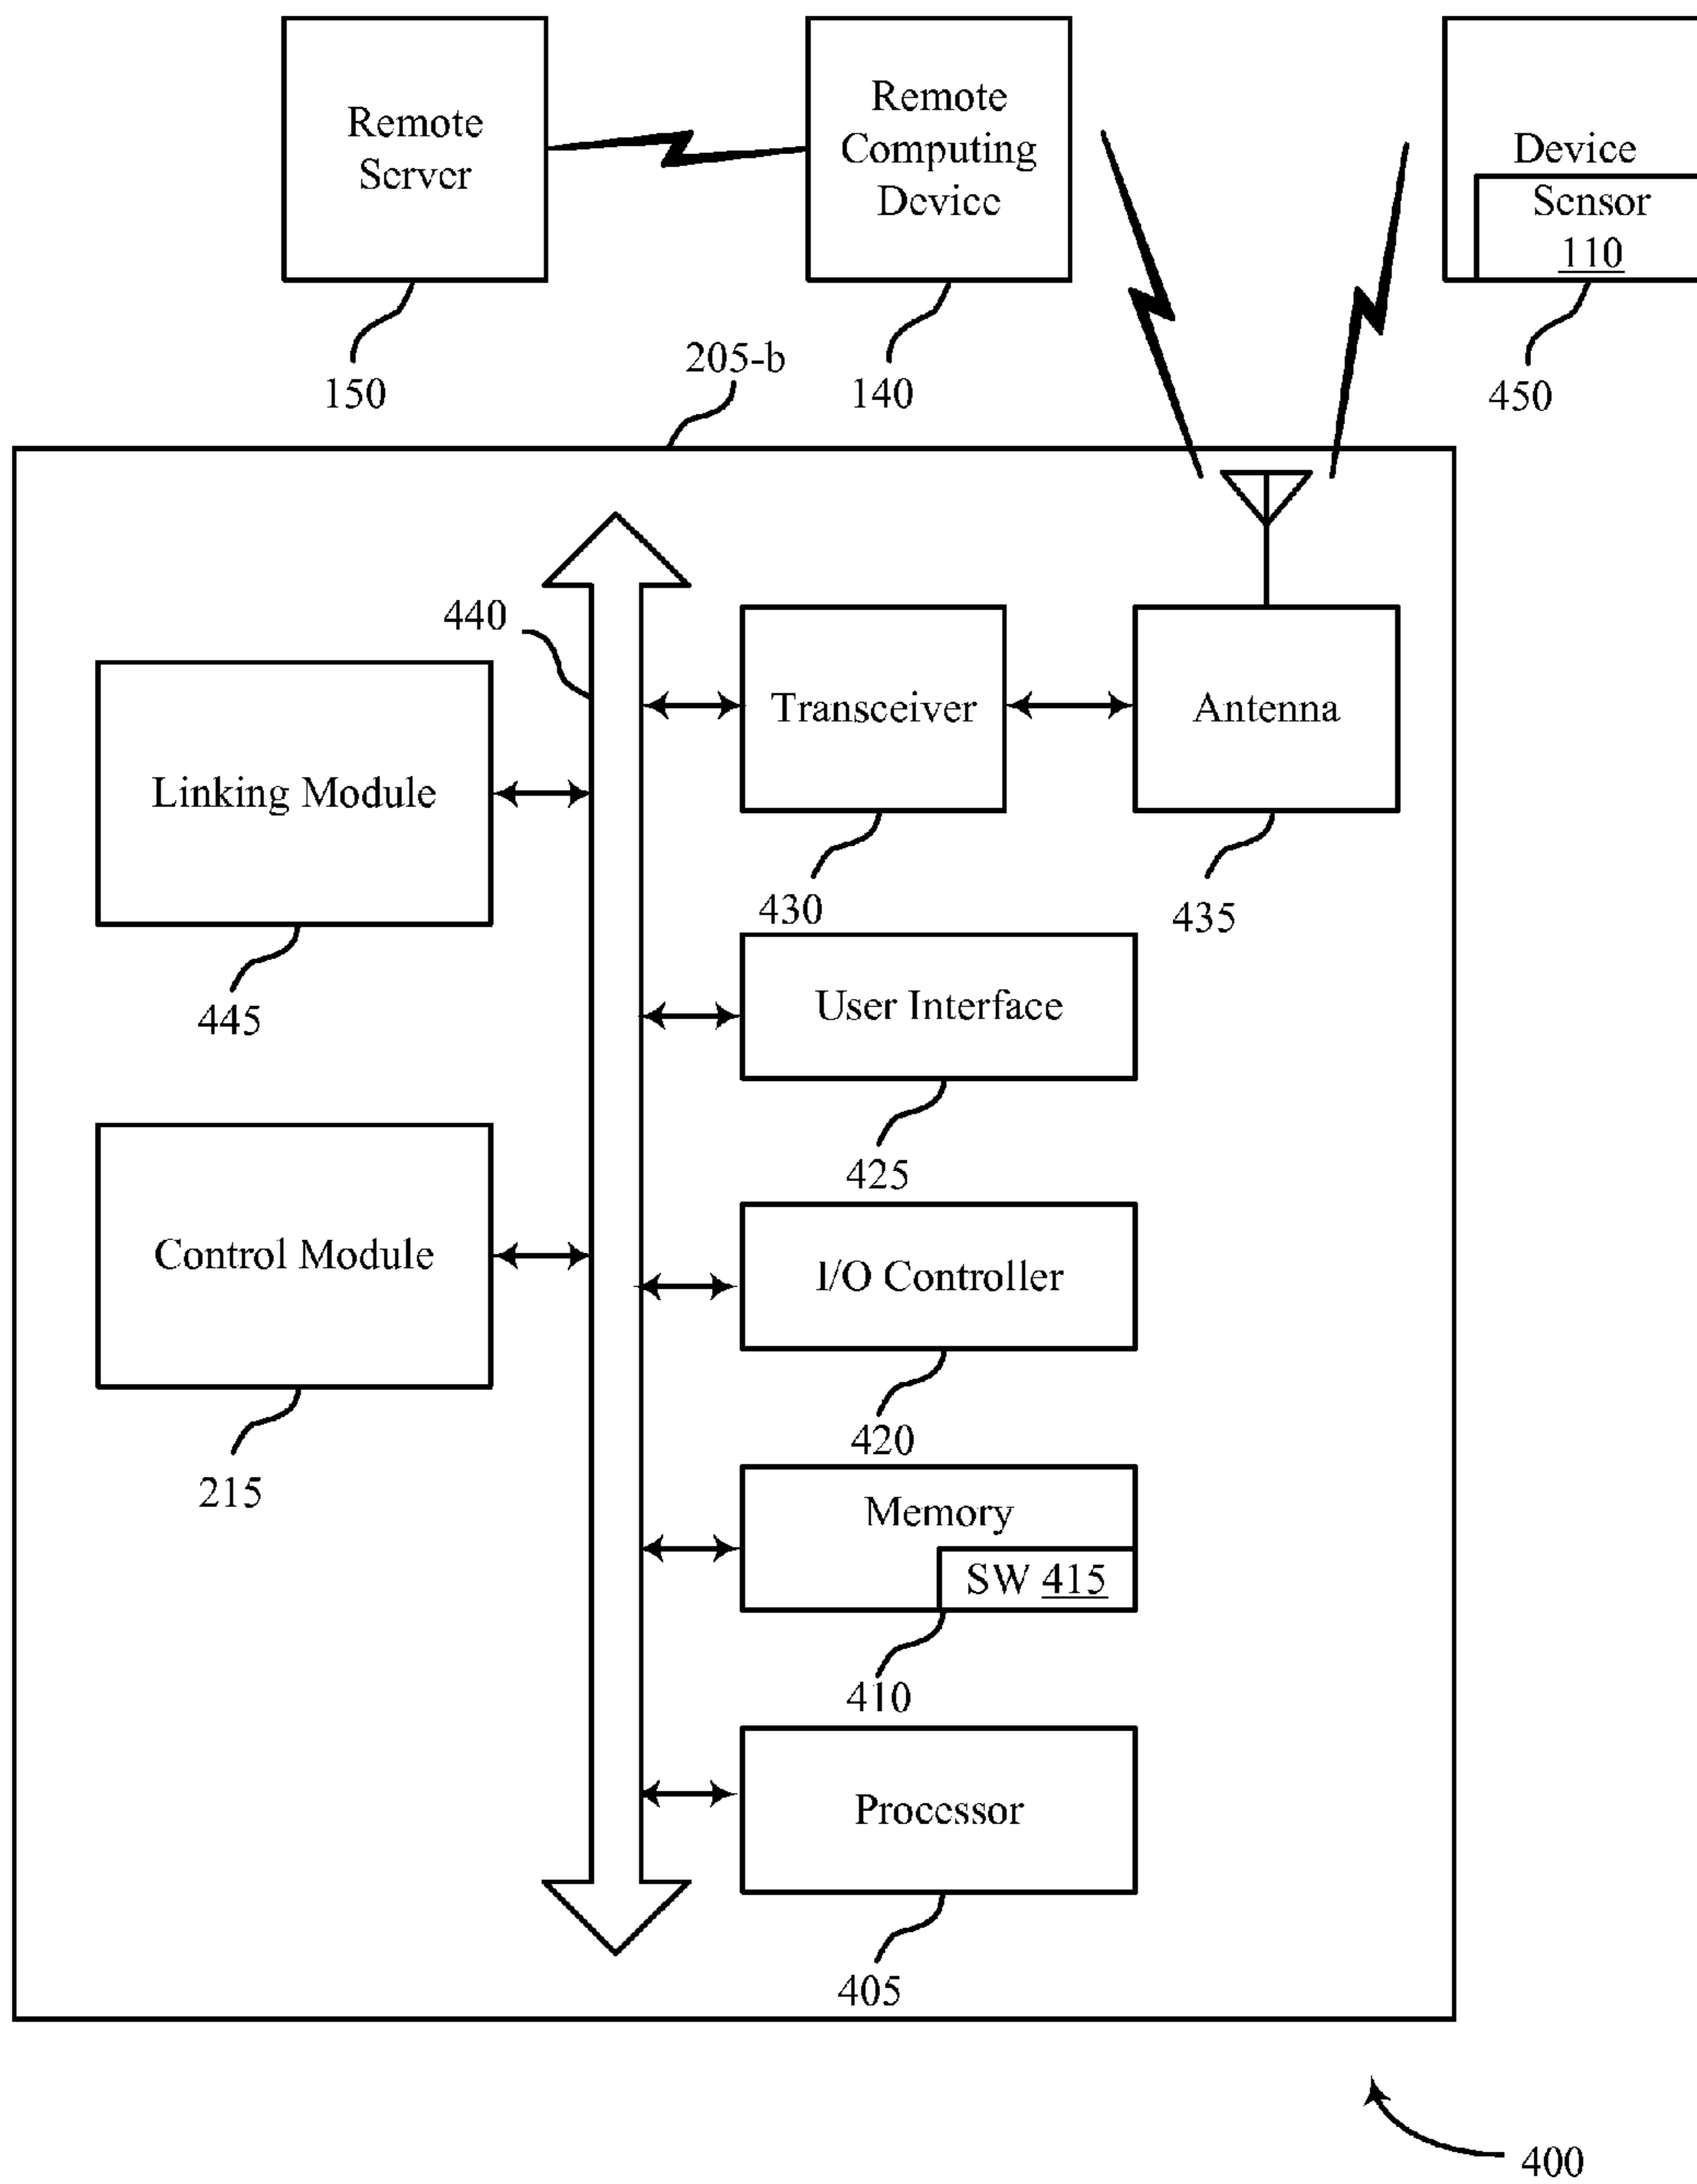 Remote
Server
Remote
Computing
Device
Device
Sensor
110
150
205-b
140
450
440
Transceiver
Antenna
Linking Module
430
435
445
User Interface
425
Control Module
I/O Controller
420
215
Memory
SW 415
410
Processor
405
400